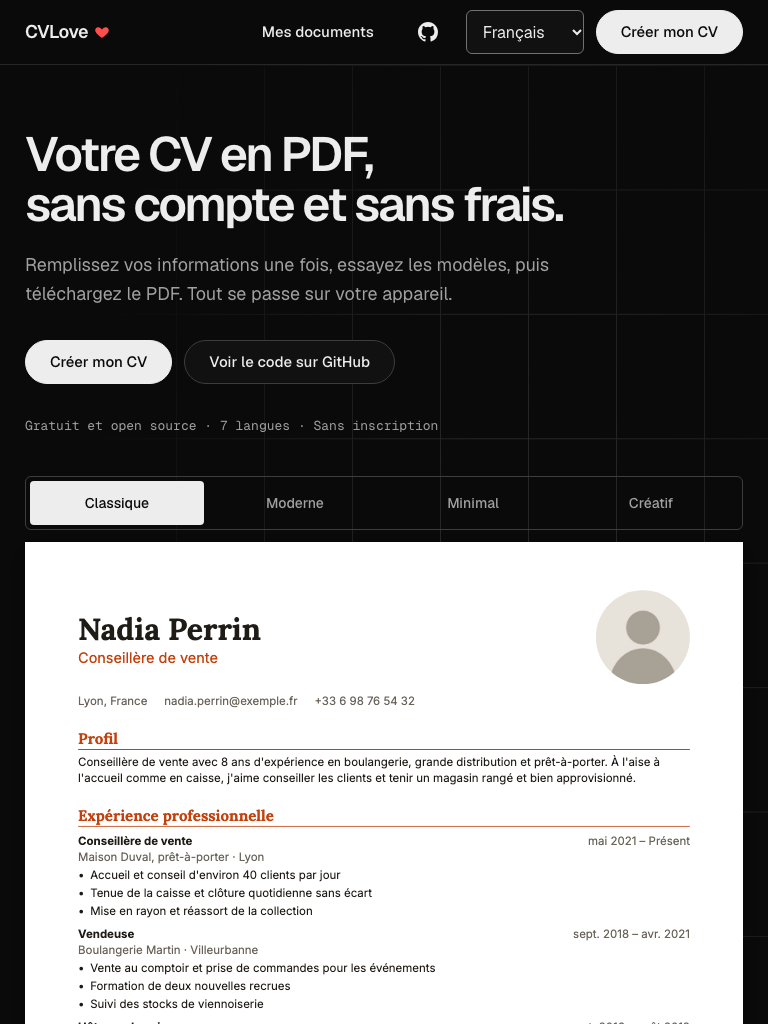 CVLove
Mes documents
Français
Créer mon CV
Votre CV en PDF,
sans compte et sans frais.
Remplissez vos informations une fois, essayez les modèles, puis
téléchargez le PDF. Tout se passe sur votre appareil.
Créer mon CV
Voir le code sur GitHub
Gratuit et open source · 7 langues · Sans inscription
Classique
Moderne
Minimal
Créatif
Nadia Perrin
Conseillère de vente
Lyon, France nadia.perrin@exemple.fr +33 6 98 76 54 32
Profil
Conseillère de vente avec 8 ans d'expérience en boulangerie, grande distribution et prêt-à-porter. À l'aise à
l'accueil comme en caisse, j'aime conseiller les clients et tenir un magasin rangé et bien approvisionné.
Expérience professionnelle
Conseillère de vente mai 2021 – Présent
Maison Duval, prêt-à-porter · Lyon
• Accueil et conseil d'environ 40 clients par jour
• Tenue de la caisse et clôture quotidienne sans écart
• Mise en rayon et réassort de la collection
Vendeuse sept. 2018 – avr. 2021
Boulangerie Martin · Villeurbanne
• Vente au comptoir et prise de commandes pour les événements
• Formation de deux nouvelles recrues
• Suivi des stocks de viennoiserie